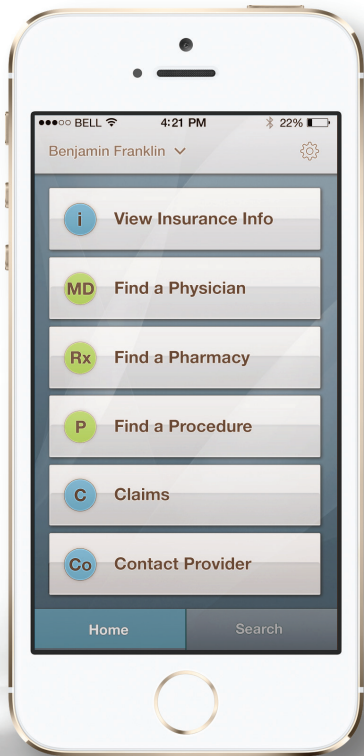 BELL 4:21 PM 22%
Benjamin Franklin
i View Insurance Info
MD Find a Physician
Rx Find a Pharmacy
P Find a Procedure
C Claims
Co Contact Provider
Home Search